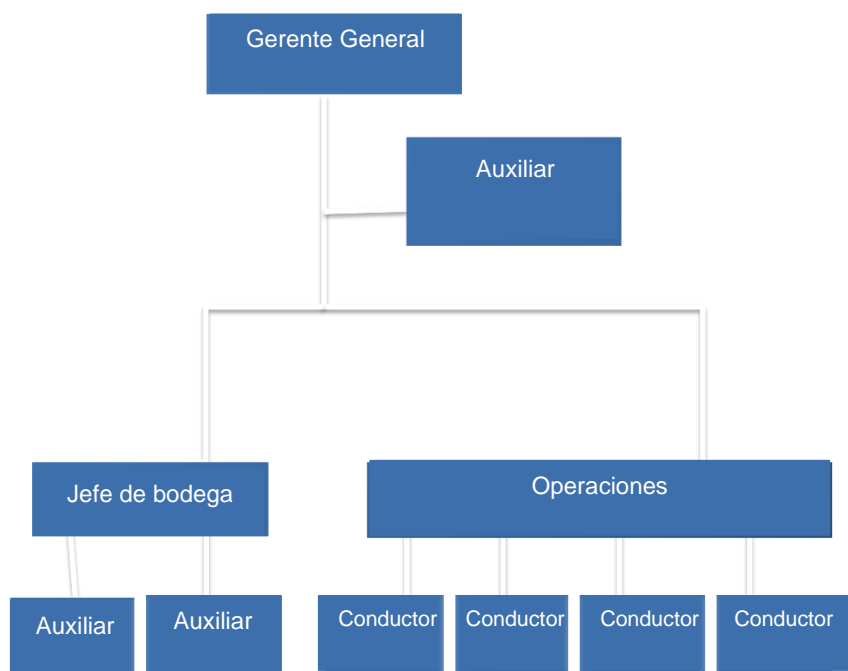 Gerente General
Auxiliar
Jefe de bodega
Operaciones
Auxiliar
Auxiliar
Conductor
Conductor
Conductor
Conductor